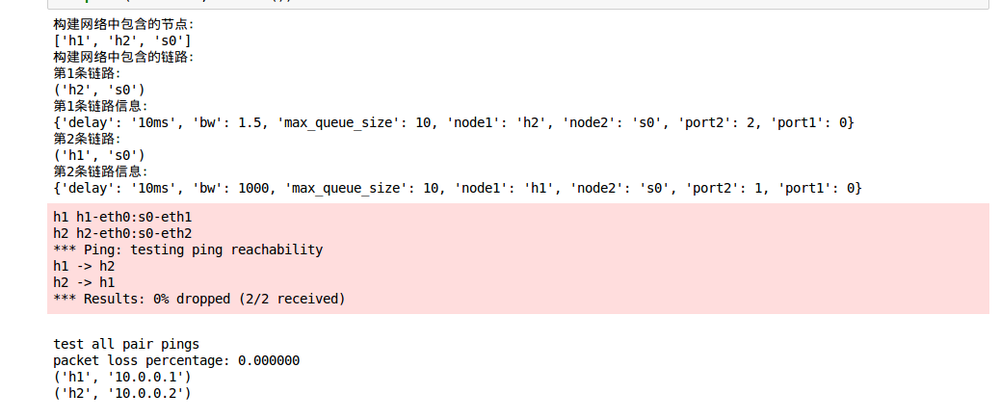 构建网络中包含的节点:
['h1', 'h2', 's0']
构建网络中包含的链路:
第1条链路:
('h2', 's0')
第1条链路信息:
{'delay': '10ms', 'bw': 1.5, 'max_queue_size': 10, 'node1': 'h2', 'node2': 's0', 'port2': 2, 'port1': 0}
第2条链路:
('h1', 's0')
第2条链路信息:
{'delay': '10ms', 'bw': 1000, 'max_queue_size': 10, 'node1': 'h1', 'node2': 's0', 'port2': 1, 'port1': 0}
h1 h1-eth0:s0-eth1
h2 h2-eth0:s0-eth2
*** Ping: testing ping reachability
h1 -> h2
h2 -> h1
*** Results: 0% dropped (2/2 received)
test all pair pings
packet loss percentage: 0.000000
('h1', '10.0.0.1')
('h2', '10.0.0.2')